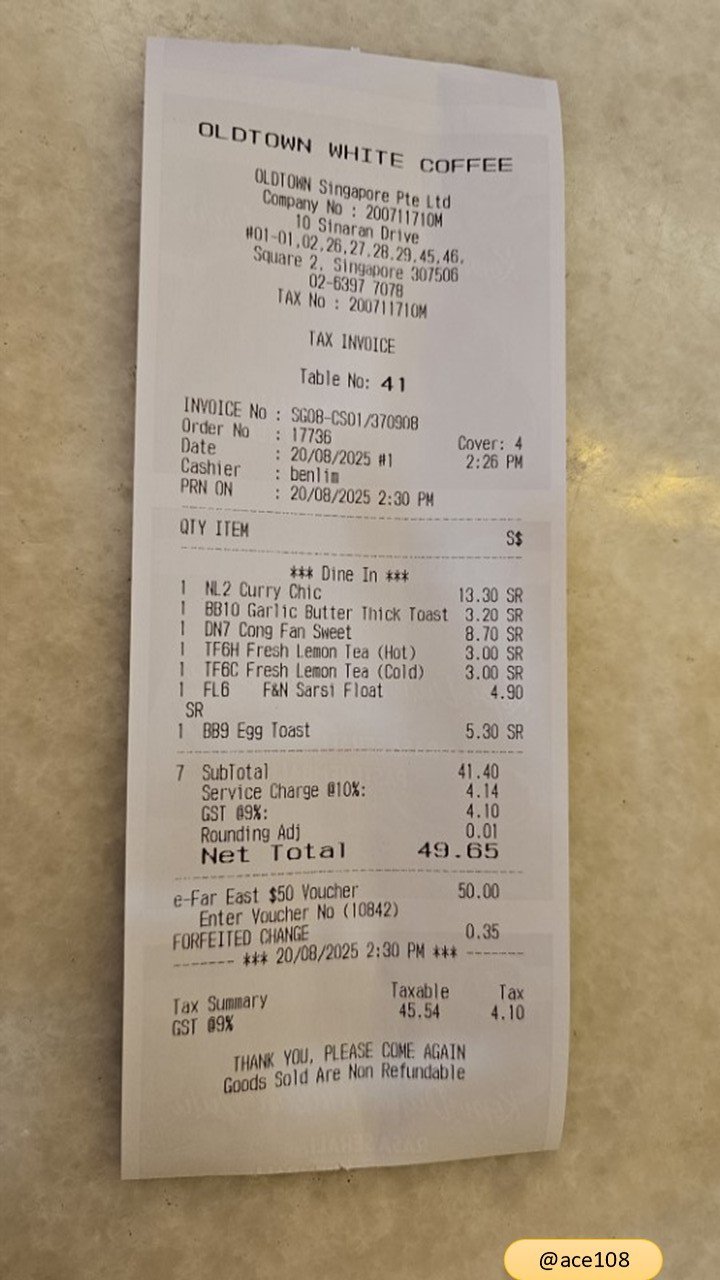 OLDTOWN WHITE COFFEE
OLDTOWN Singapore Pte Ltd
Company No : 200711710M
10 Sinaran Drive
#01-01,02,26,27,28,29,45,46,
Square 2, Singapore 307506
02-6397 7078
TAX No : 200711710M
TAX INVOICE
Table No: 41
INVOICE No : SG08-CS01/370908
Order No : 17736 Cover: 4
Date : 20/08/2025 #1 2:26 PM
Cashier : benlim
PRN ON : 20/08/2025 2:30 PM
QTY ITEM S$
*** Dine In ***
1 NL2 Curry Chic 13.30 SR
1 BB10 Garlic Butter Thick Toast 3.20 SR
1 DN7 Cong Fan Sweet 8.70 SR
1 TF6H Fresh Lemon Tea (Hot) 3.00 SR
1 TF6C Fresh Lemon Tea (Cold) 3.00 SR
1 FL6 F&N Sarsi Float 4.90
SR
1 BB9 Egg Toast 5.30 SR
7 SubTotal 41.40
Service Charge @10%: 4.14
GST @9%: 4.10
Rounding Adj 0.01
Net Total 49.65
e-Far East $50 Voucher 50.00
Enter Voucher No (10842)
FORFEITED CHANGE 0.35
------- *** 20/08/2025 2:30 PM *** -------
Tax Summary Taxable Tax
GST @9% 45.54 4.10
THANK YOU, PLEASE COME AGAIN
Goods Sold Are Non Refundable
@ace108